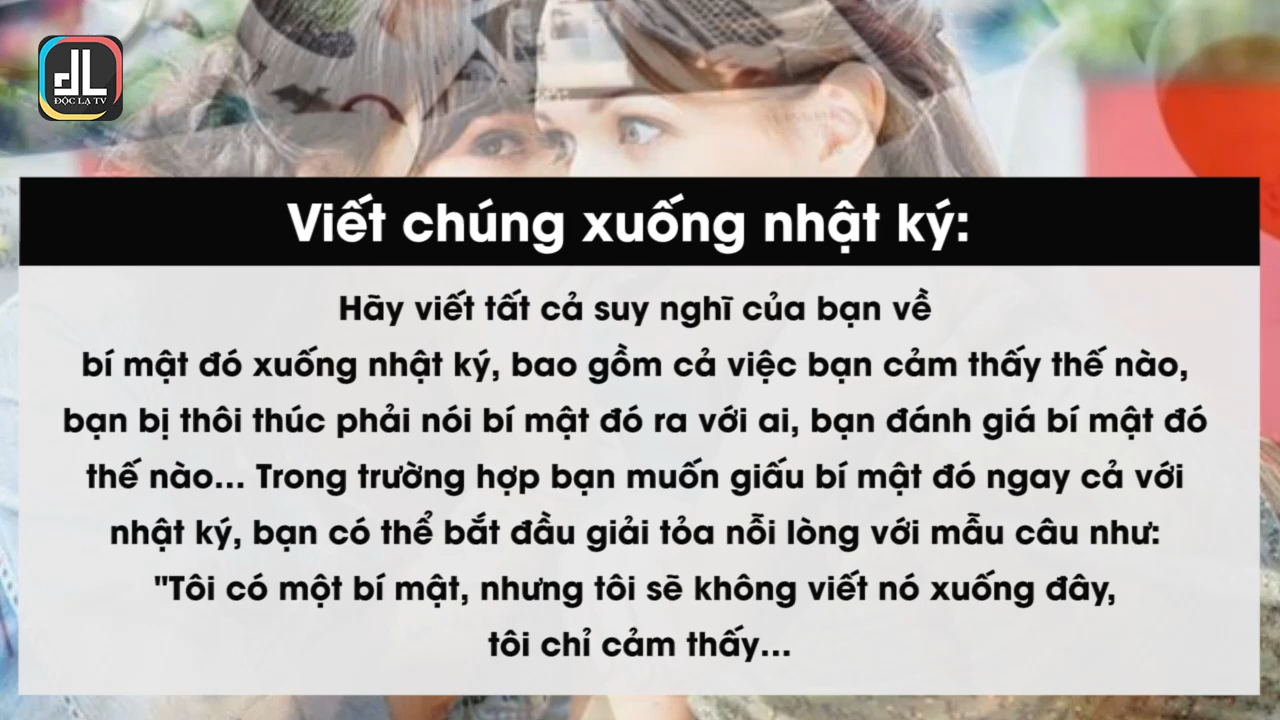 ĐỘC LẠ TV
Viết chúng xuống nhật ký:
Hãy viết tất cả suy nghĩ của bạn về
bí mật đó xuống nhật ký, bao gồm cả việc bạn cảm thấy thế nào,
bạn bị thôi thúc phải nói bí mật đó ra với ai, bạn đánh giá bí mật đó
thế nào... Trong trường hợp bạn muốn giấu bí mật đó ngay cả với
nhật ký, bạn có thể bắt đầu giải tỏa nỗi lòng với mẫu câu như:
"Tôi có một bí mật, nhưng tôi sẽ không viết nó xuống đây,
tôi chỉ cảm thấy...